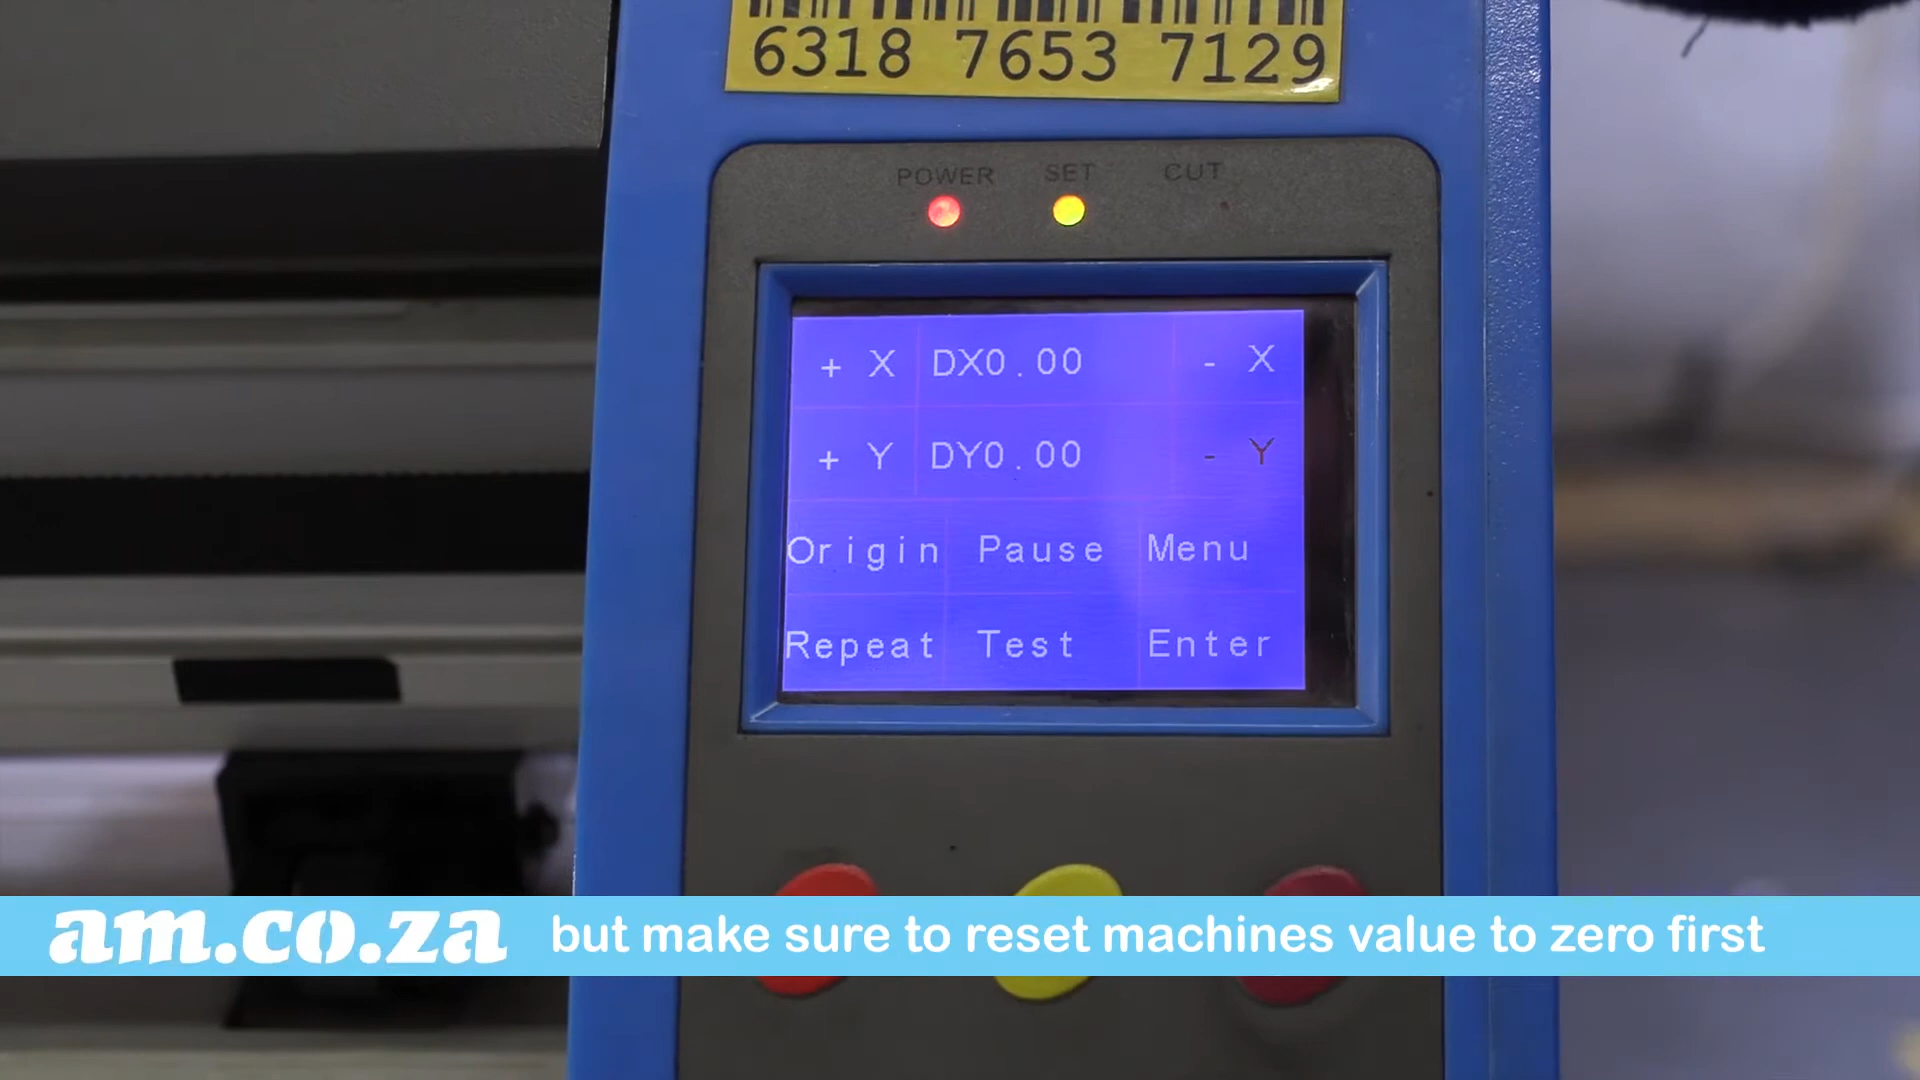 6318 7653 7129
POWER SET CUT
+ X DX0.00 - X
+ Y DY0.00 - Y
Origin Pause Menu
Repeat Test Enter
am.co.za but make sure to reset machines value to zero first